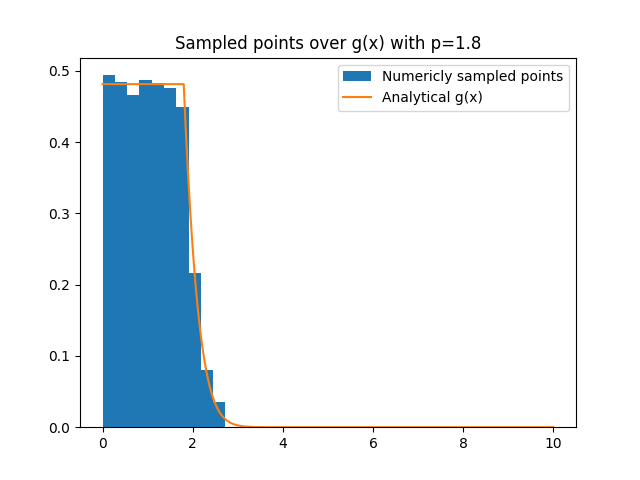 Sampled points over g(x) with p=1.8
Numericly sampled points
Analytical g(x)
0.5
0.4
0.3
0.2
0.1
0.0
0 2 4 6 8 10